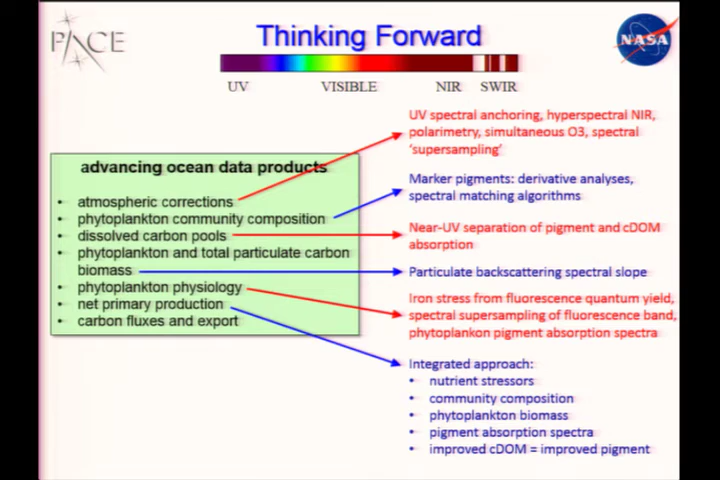 PACE
Thinking Forward
NASA
UV VISIBLE NIR SWIR
advancing ocean data products
• atmospheric corrections
• phytoplankton community composition
• dissolved carbon pools
• phytoplankton and total particulate carbon
biomass
• phytoplankton physiology
• net primary production
• carbon fluxes and export
UV spectral anchoring, hyperspectral NIR,
polarimetry, simultaneous O3, spectral
‘supersampling’
Marker pigments: derivative analyses,
spectral matching algorithms
Near-UV separation of pigment and cDOM
absorption
Particulate backscattering spectral slope
Iron stress from fluorescence quantum yield,
spectral supersampling of fluorescence band,
phytoplankon pigment absorption spectra
Integrated approach:
• nutrient stressors
• community composition
• phytoplankton biomass
• pigment absorption spectra
• improved cDOM = improved pigment